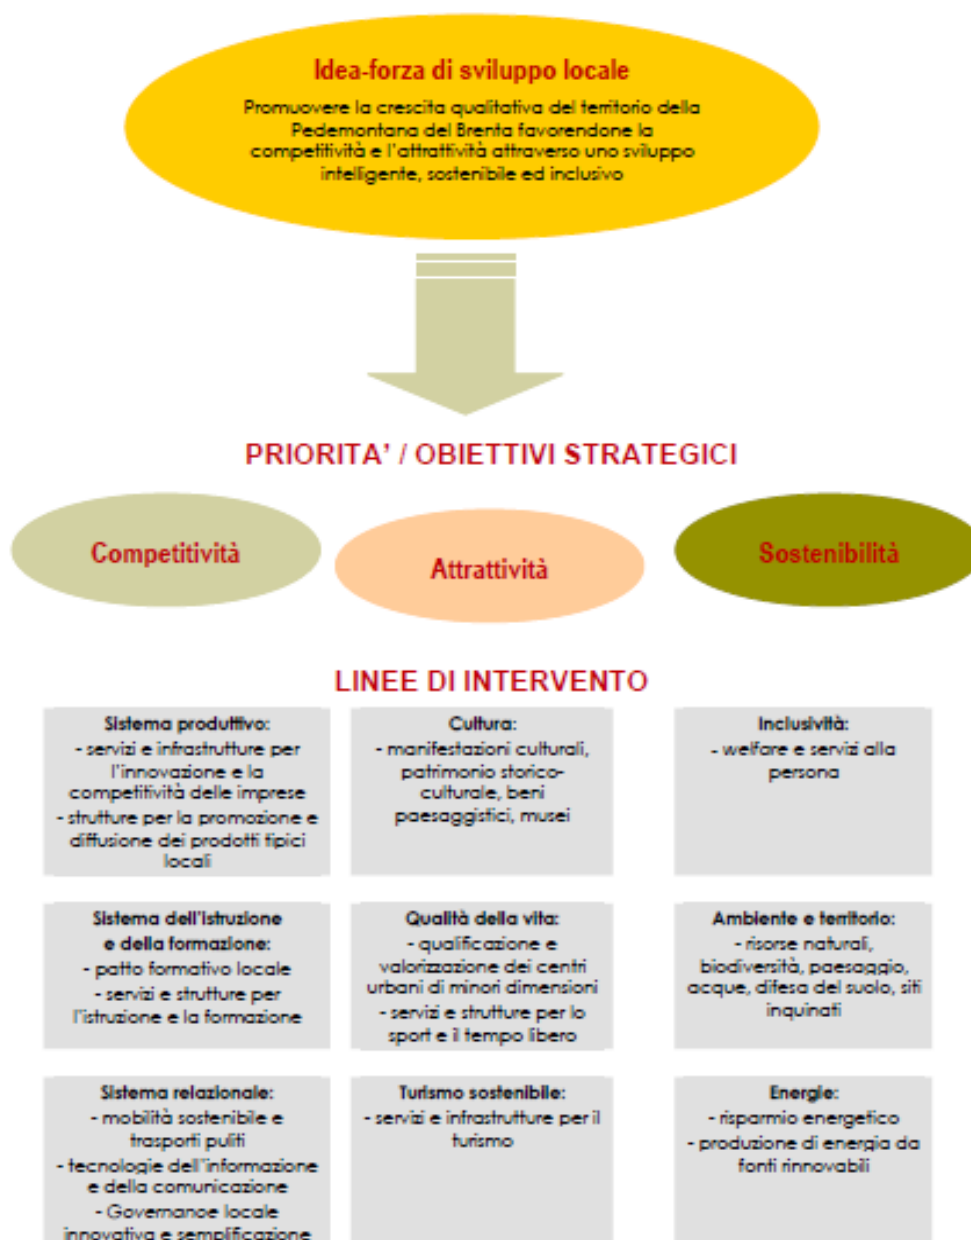 Idea-forza di sviluppo locale
Promuovere la crescita qualitativa del territorio della
Pedemontana del Brenta favorendone la
competitività e l'attrattività attraverso uno sviluppo
intelligente, sostenibile ed inclusivo
PRIORITA' / OBIETTIVI STRATEGICI
Competitività
Attrattività
Sostenibilità
LINEE DI INTERVENTO
Sistema produttivo:
- servizi e infrastrutture per
l'innovazione e la
competitività delle imprese
- strutture per la promozione e
diffusione dei prodotti tipici
locali
Cultura:
- manifestazioni culturali,
patrimonio storico-
culturale, beni
paesaggistici, musei
Inclusività:
- welfare e servizi alla
persona
Sistema dell'istruzione
e della formazione:
- patto formativo locale
- servizi e strutture per
l'istruzione e la formazione
Qualità della vita:
- qualificazione e
valorizzazione dei centri
urbani di minori dimensioni
- servizi e strutture per lo
sport e il tempo libero
Ambiente e territorio:
- risorse naturali,
biodiversità, paesaggio,
acque, difesa del suolo, siti
inquinati
Sistema relazionale:
- mobilità sostenibile e
trasporti puliti
- tecnologie dell'informazione
e della comunicazione
- Governance locale
innovativa e semplificazione
Turismo sostenibile:
- servizi e infrastrutture per il
turismo
Energie:
- risparmio energetico
- produzione di energia da
fonti rinnovabili